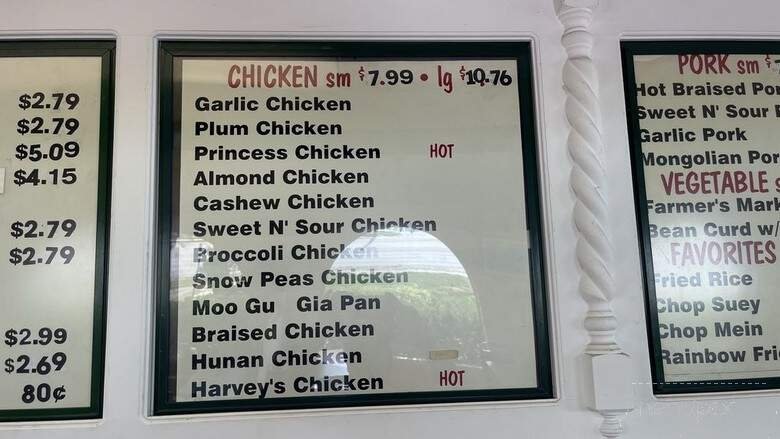 $2.79
$2.79
$5.09
$4.15
$2.79
$2.79
$2.99
$2.69
80¢
CHICKEN sm $7.99 • lg $10.76
Garlic Chicken
Plum Chicken
Princess Chicken HOT
Almond Chicken
Cashew Chicken
Sweet N' Sour Chicken
Broccoli Chicken
Snow Peas Chicken
Moo Gu Gia Pan
Braised Chicken
Hunan Chicken
Harvey's Chicken HOT
PORK sm $
Hot Braised Por
Sweet N' Sour
Garlic Pork
Mongolian Por
VEGETABLE s
Farmer's Mark
Bean Curd w/
FAVORITES
Fried Rice
Chop Suey
Chop Mein
Rainbow Fri